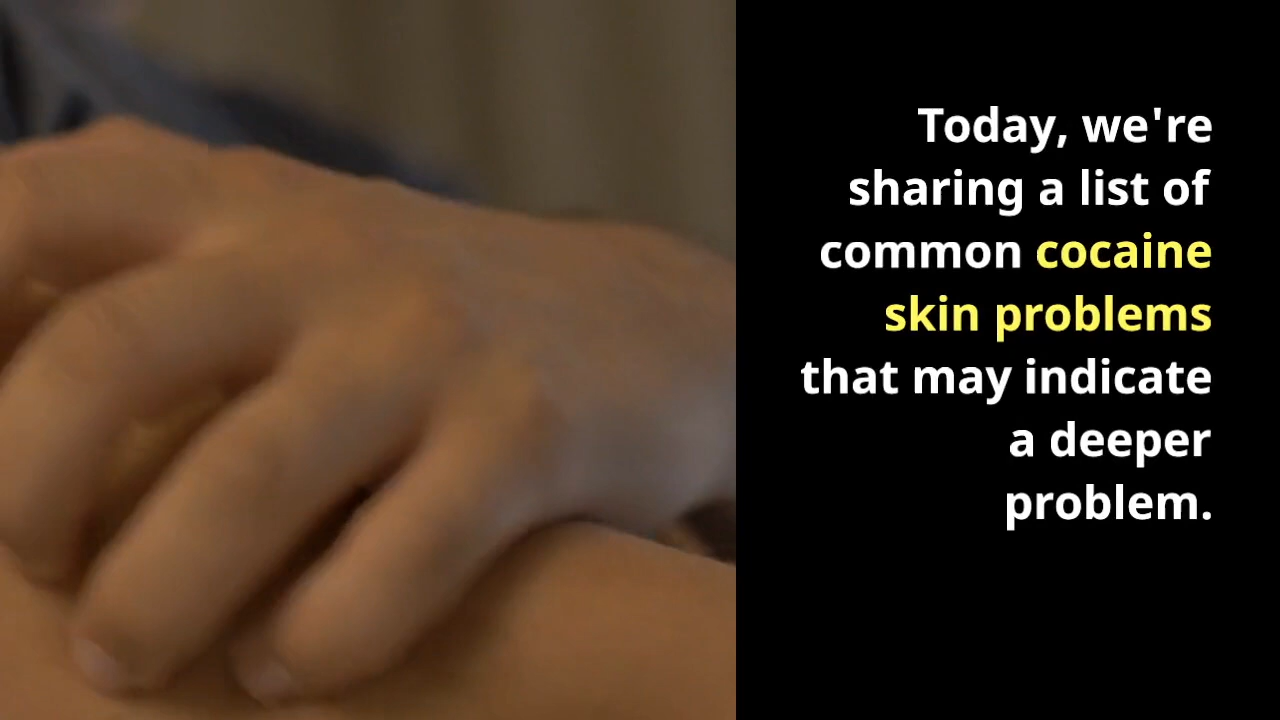 Today, we're
sharing a list of
common cocaine
skin problems
that may indicate
a deeper
problem.